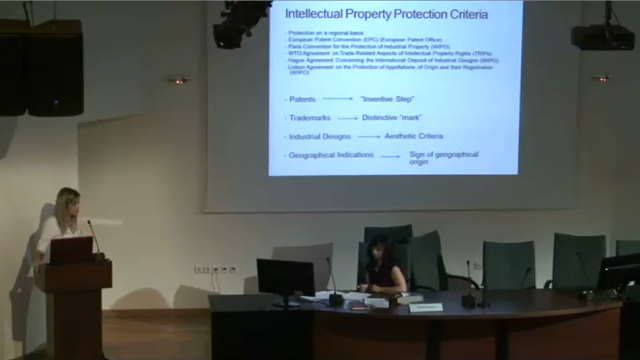 Intellectual Property Protection Criteria
- Protection on a regional basis:
- European Patent Convention (EPC) (European Patent Office)
- Paris Convention for the Protection of Industrial Property (WIPO)
- WTO Agreement on Trade-Related Aspects of Intellectual Property Rights (TRIPs)
- Hague Agreement Concerning the International Deposit of Industrial Designs (WIPO)
- Lisbon Agreement on the Protection of Appellations of Origin and their Registration
(WIPO)
- Patents → "Inventive Step"
- Trademarks → Distinctive "mark"
- Industrial Designs → Aesthetic Criteria
- Geographical Indications → Sign of geographical
origin